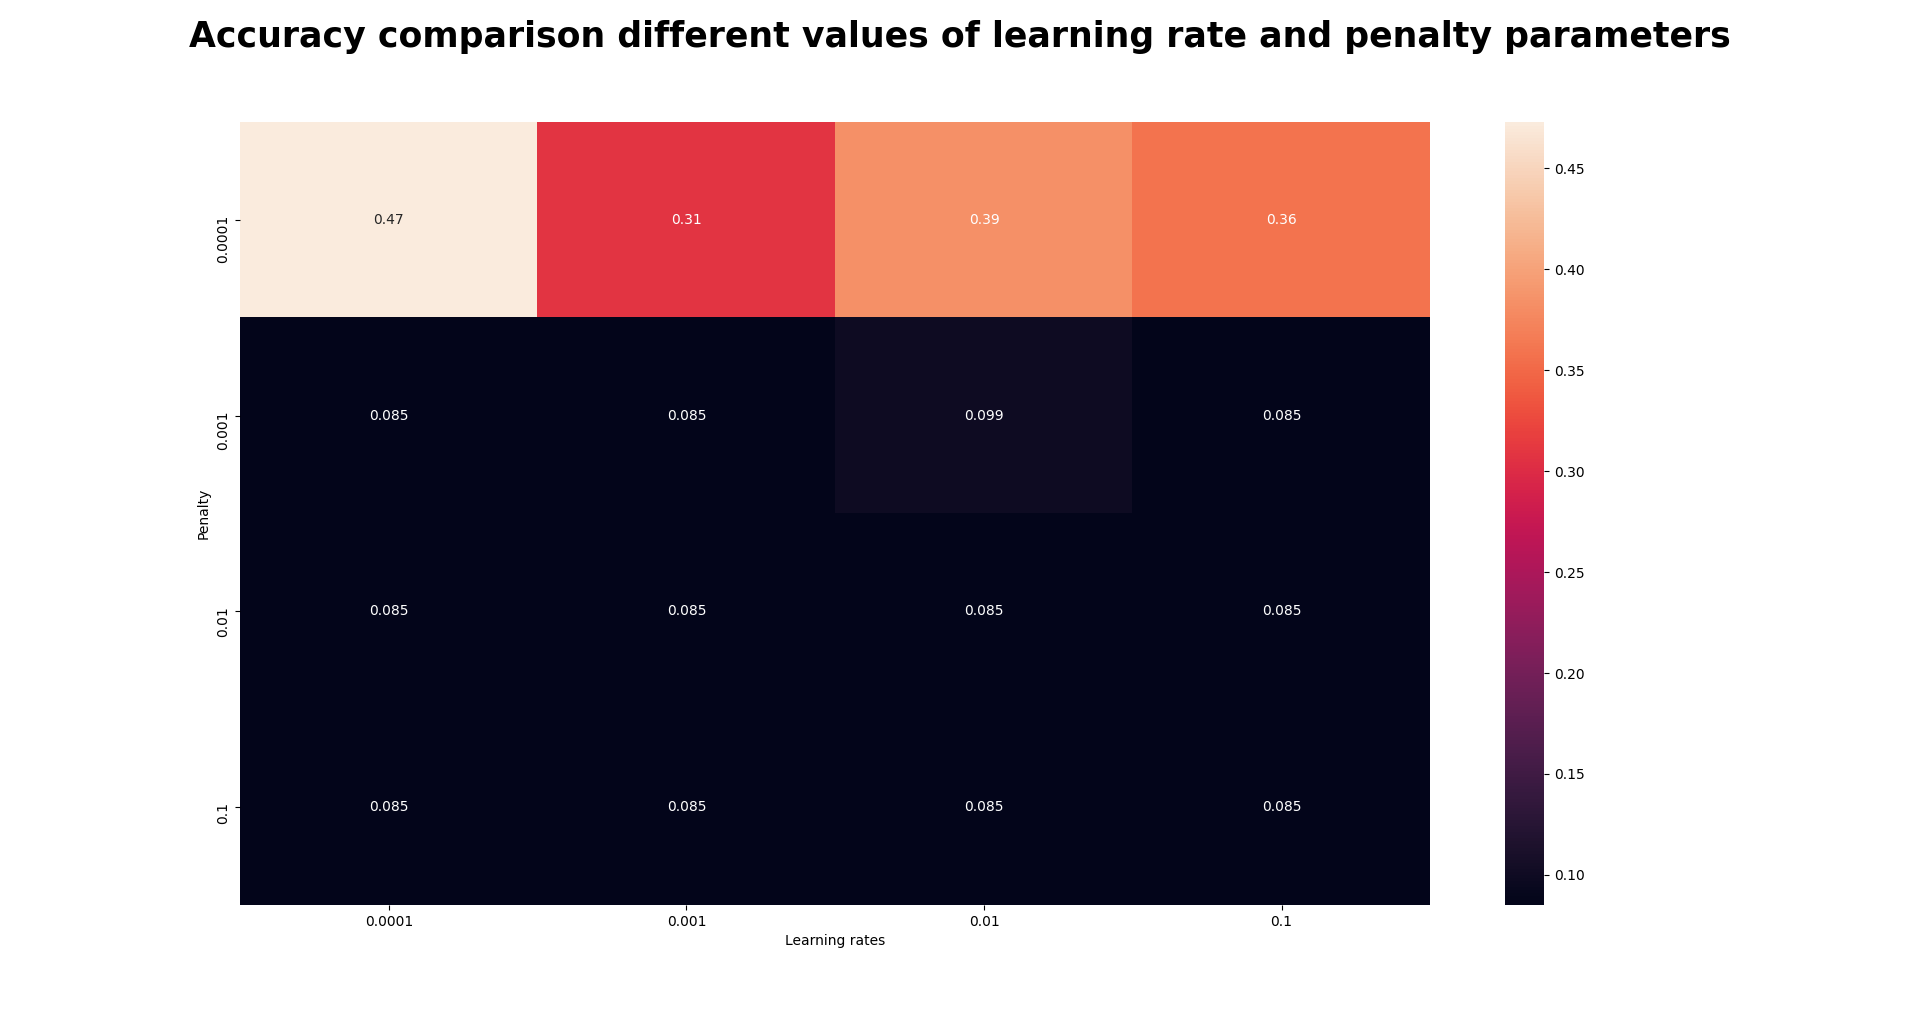 Accuracy comparison different values of learning rate and penalty parameters
0.47 0.31 0.39 0.36
0.085 0.085 0.099 0.085
0.085 0.085 0.085 0.085
0.085 0.085 0.085 0.085
0.0001
0.001
0.01
0.1
Penalty
0.0001 0.001 0.01 0.1
Learning rates
0.45
0.40
0.35
0.30
0.25
0.20
0.15
0.10